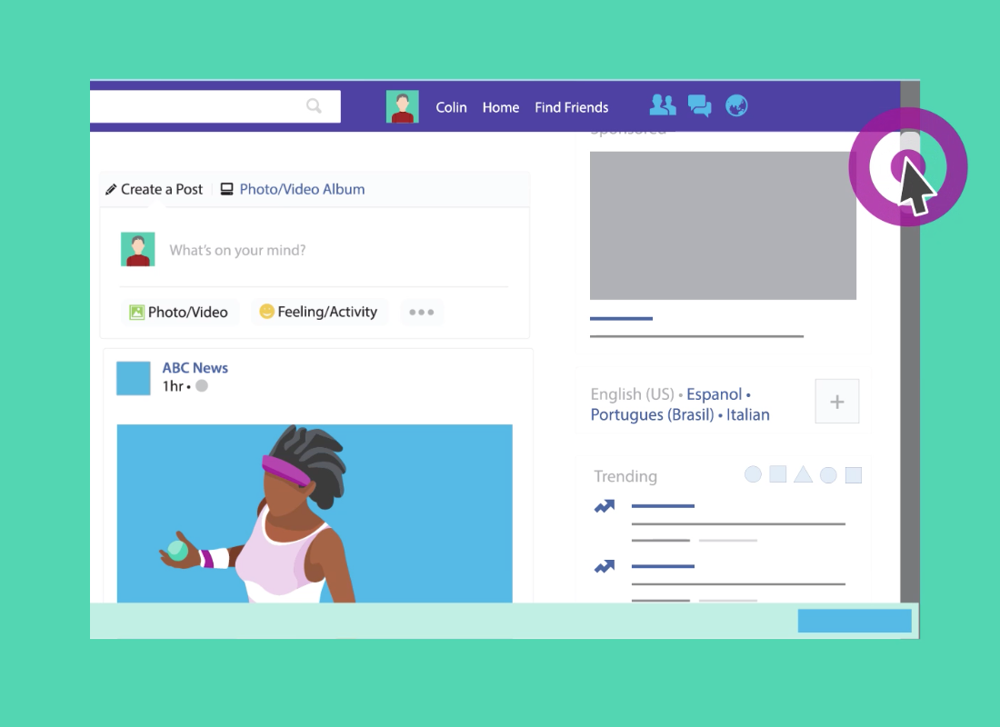 Colin Home Find Friends
Sponsored
Create a Post Photo/Video Album
What's on your mind?
Photo/Video Feeling/Activity
ABC News
1hr •
English (US) • Espanol •
Portugues (Brasil) • Italian
Trending